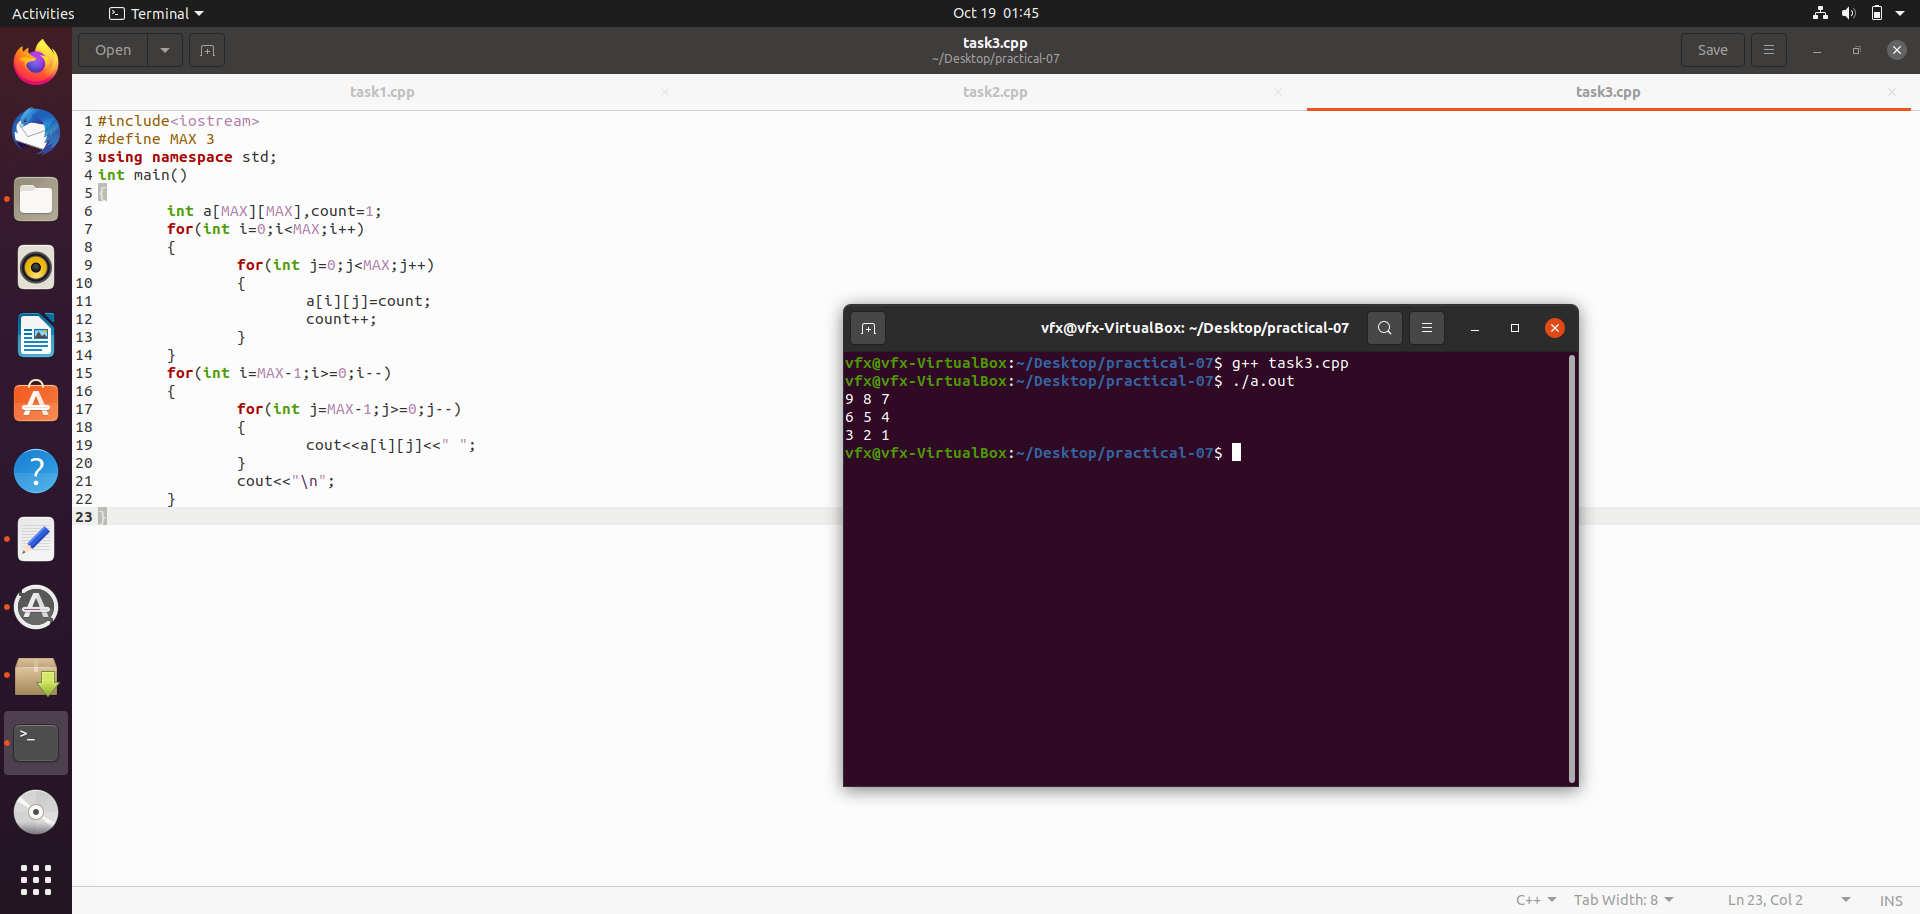 Activities Terminal Oct 19 01:45
Open task3.cpp Save
~/Desktop/practical-07
task1.cpp task2.cpp task3.cpp
1 #include<iostream>
2 #define MAX 3
3 using namespace std;
4 int main()
5 {
6 int a[MAX][MAX],count=1;
7 for(int i=0;i<MAX;i++)
8 {
9 for(int j=0;j<MAX;j++)
10 {
11 a[i][j]=count;
12 count++;
13 }
14 }
15 for(int i=MAX-1;i>=0;i--)
16 {
17 for(int j=MAX-1;j>=0;j--)
18 {
19 cout<<a[i][j]<<" ";
20 }
21 cout<<"\n";
22 }
23 }
vfx@vfx-VirtualBox: ~/Desktop/practical-07
vfx@vfx-VirtualBox:~/Desktop/practical-07$ g++ task3.cpp
vfx@vfx-VirtualBox:~/Desktop/practical-07$ ./a.out
9 8 7
6 5 4
3 2 1
vfx@vfx-VirtualBox:~/Desktop/practical-07$
C++ Tab Width: 8 Ln 23, Col 2 INS